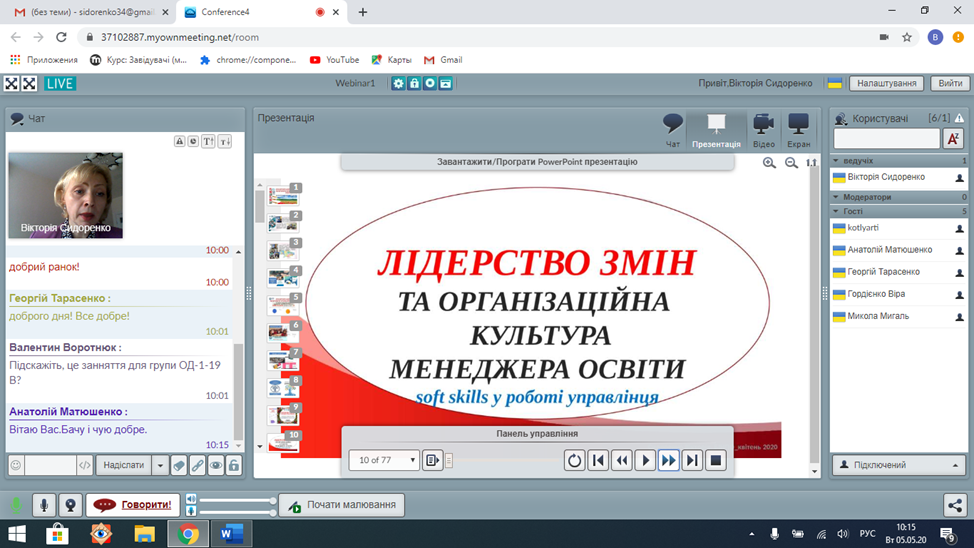 (без теми) - sidorenko34@gmail
Conference4
37102887.myownmeeting.net/room
Приложения
Курс: Завідувачі (м...
chrome://compone...
YouTube
Карты
Gmail
LIVE
Webinar1
Привіт,Вікторія Сидоренко
Налаштування
Вийти
Чат
Вікторія Сидоренко
10:00
добрий ранок!
10:00
Георгій Тарасенко :
доброго дня! Все добре!
10:01
Валентин Воротнюк :
Підскажіть, це занняття для групи ОД-1-19
В?
10:01
Анатолій Матюшенко :
Вітаю Вас.Бачу і чую добре.
10:15
Надіслати
Презентація
Чат
Презентація
Відео
Екран
Завантажити/Програти PowerPoint презентацію
1:1
1
2
3
4
5
6
7
8
9
10
ЛІДЕРСТВО ЗМІН
ТА ОРГАНІЗАЦІЙНА
КУЛЬТУРА
МЕНЕДЖЕРА ОСВІТИ
soft skills у роботі управлінця
квітень 2020
Панель управління
10 of 77
Користувачі
[6/1]
ведучіх
1
Вікторія Сидоренко
Модератори
0
Гості
5
kotlyarti
Анатолій Матюшенко
Георгій Тарасенко
Гордієнко Віра
Микола Мигаль
Підключений
Говорити!
Почати малювання
РУС
10:15
Вт 05.05.20
9